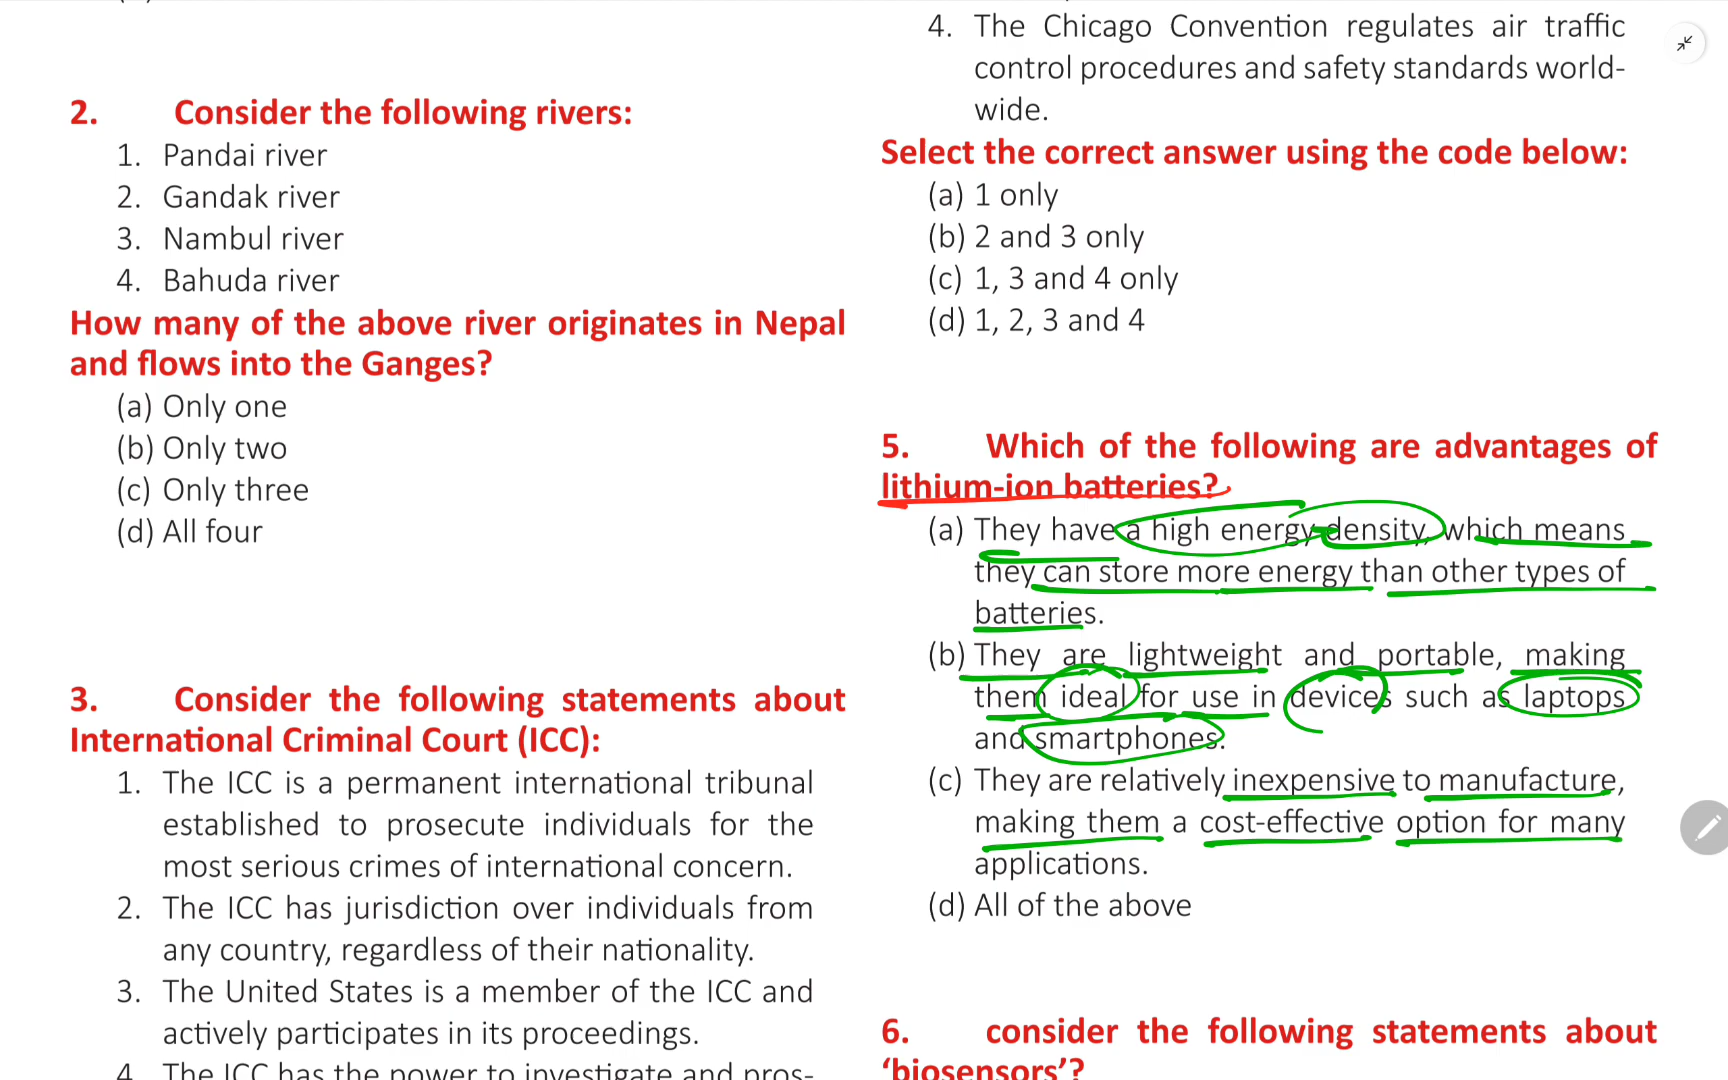 2. Consider the following rivers:
1. Pandai river
2. Gandak river
3. Nambul river
4. Bahuda river
How many of the above river originates in Nepal
and flows into the Ganges?
(a) Only one
(b) Only two
(c) Only three
(d) All four
3. Consider the following statements about
International Criminal Court (ICC):
1. The ICC is a permanent international tribunal
established to prosecute individuals for the
most serious crimes of international concern.
2. The ICC has jurisdiction over individuals from
any country, regardless of their nationality.
3. The United States is a member of the ICC and
actively participates in its proceedings.
4. The ICC has the power to investigate and pros-
4. The Chicago Convention regulates air traffic
control procedures and safety standards world-
wide.
Select the correct answer using the code below:
(a) 1 only
(b) 2 and 3 only
(c) 1, 3 and 4 only
(d) 1, 2, 3 and 4
5. Which of the following are advantages of
lithium-ion batteries?
(a) They have a high energy density, which means
they can store more energy than other types of
batteries.
(b) They are lightweight and portable, making
them ideal for use in devices such as laptops
and smartphones.
(c) They are relatively inexpensive to manufacture,
making them a cost-effective option for many
applications.
(d) All of the above
6. consider the following statements about
‘biosensors’?